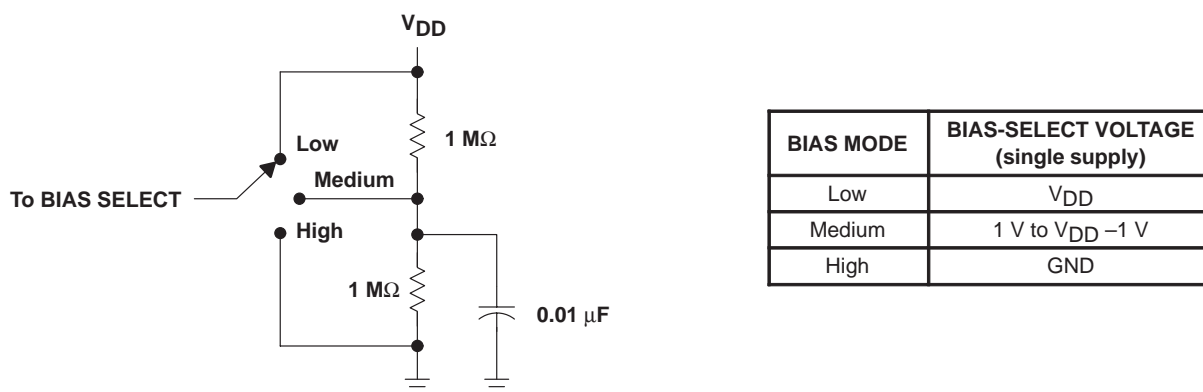 VDD
1 MΩ
Low
Medium
To BIAS SELECT
High
1 MΩ
0.01 μF
BIAS MODE BIAS-SELECT VOLTAGE
(single supply)
Low VDD
Medium 1 V to VDD –1 V
High GND